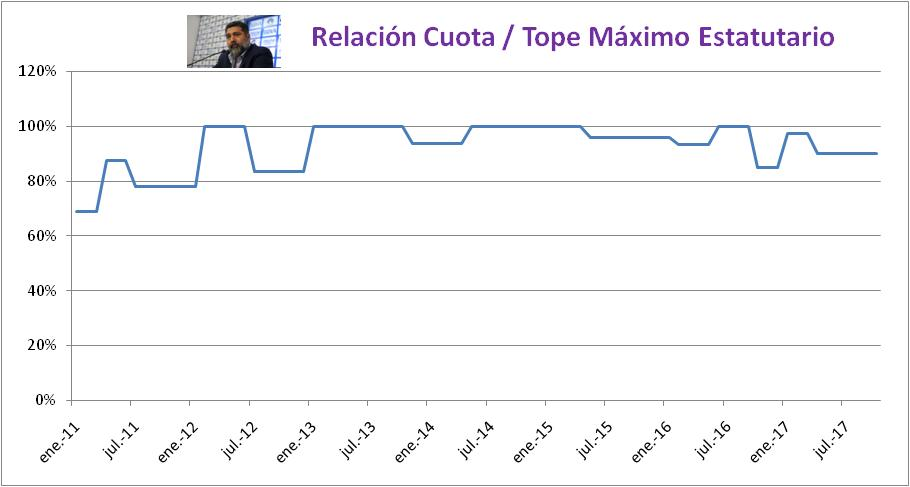 Relación Cuota / Tope Máximo Estatutario
120%
100%
80%
60%
40%
20%
0%
ene.-11
jul.-11
ene.-12
jul.-12
ene.-13
jul.-13
ene.-14
jul.-14
ene.-15
jul.-15
ene.-16
jul.-16
ene.-17
jul.-17